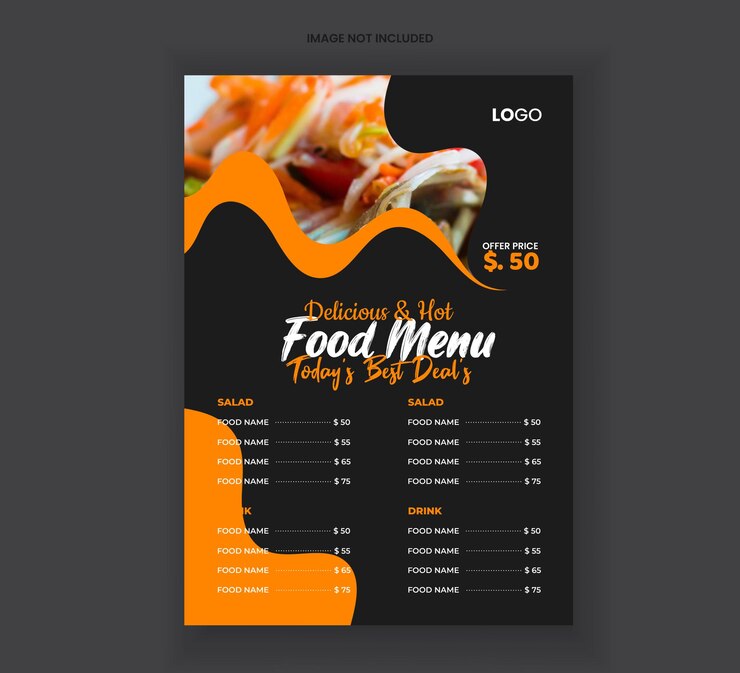 IMAGE NOT INCLUDED
LOGO
OFFER PRICE
$. 50
Delicious & Hot
Food Menu
Today's Best Deal's
SALAD
FOOD NAME $ 50
FOOD NAME $ 55
FOOD NAME $ 65
FOOD NAME $ 75
SALAD
FOOD NAME $ 50
FOOD NAME $ 55
FOOD NAME $ 65
FOOD NAME $ 75
FOOD NAME $ 50
FOOD NAME $ 55
FOOD NAME $ 65
FOOD NAME $ 75
DRINK
FOOD NAME $ 50
FOOD NAME $ 55
FOOD NAME $ 65
FOOD NAME $ 75